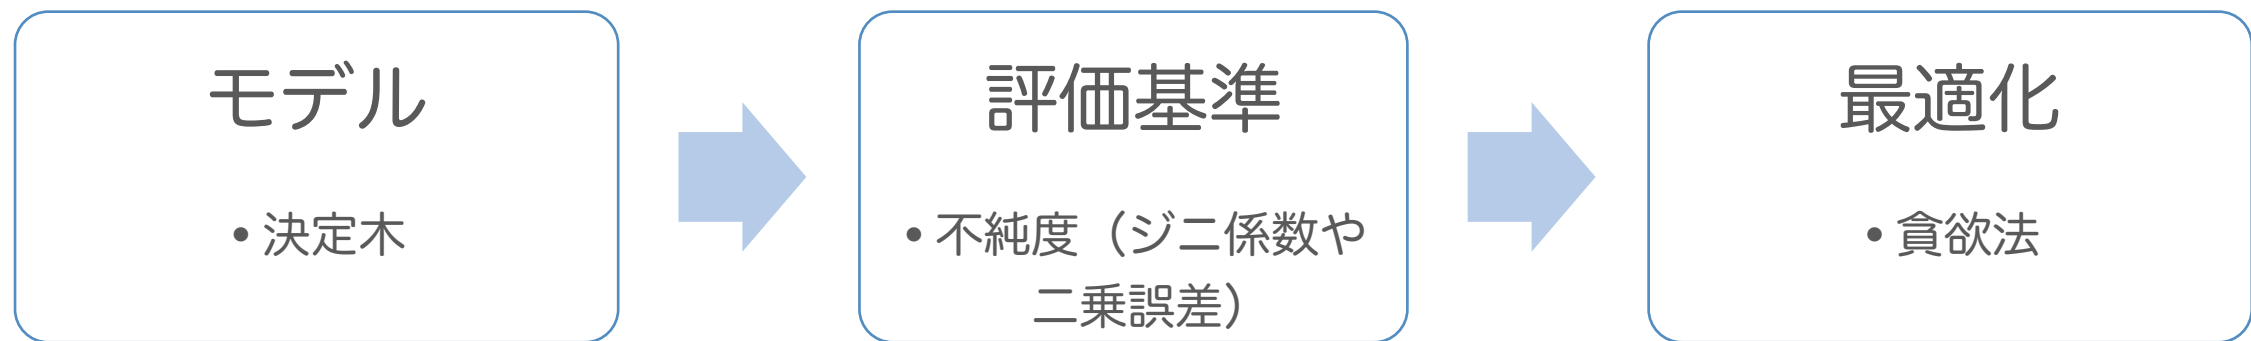 モデル
• 決定木
評価基準
• 不純度（ジニ係数や
二乗誤差）
最適化
• 貪欲法